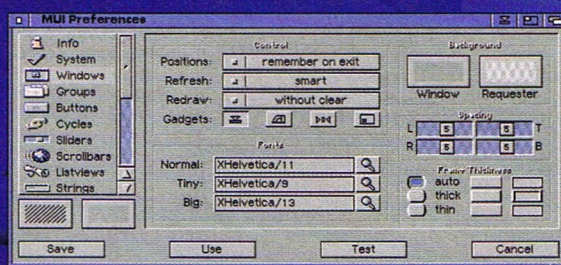 MUI Preferences
Info
System
Windows
Groups
Buttons
Cycles
Sliders
Scrollbars
Listviews
Strings
Control
Positions: remember on exit
Refresh: smart
Redraw: without clear
Gadgets:
Fonts
Normal: XHelvetica/11
Tiny: XHelvetica/9
Big: XHelvetica/13
Background
Window Requester
Spacing
L 5 5 T
R 5 5 B
Frame Thickness
auto
thick
thin
Save Use Test Cancel